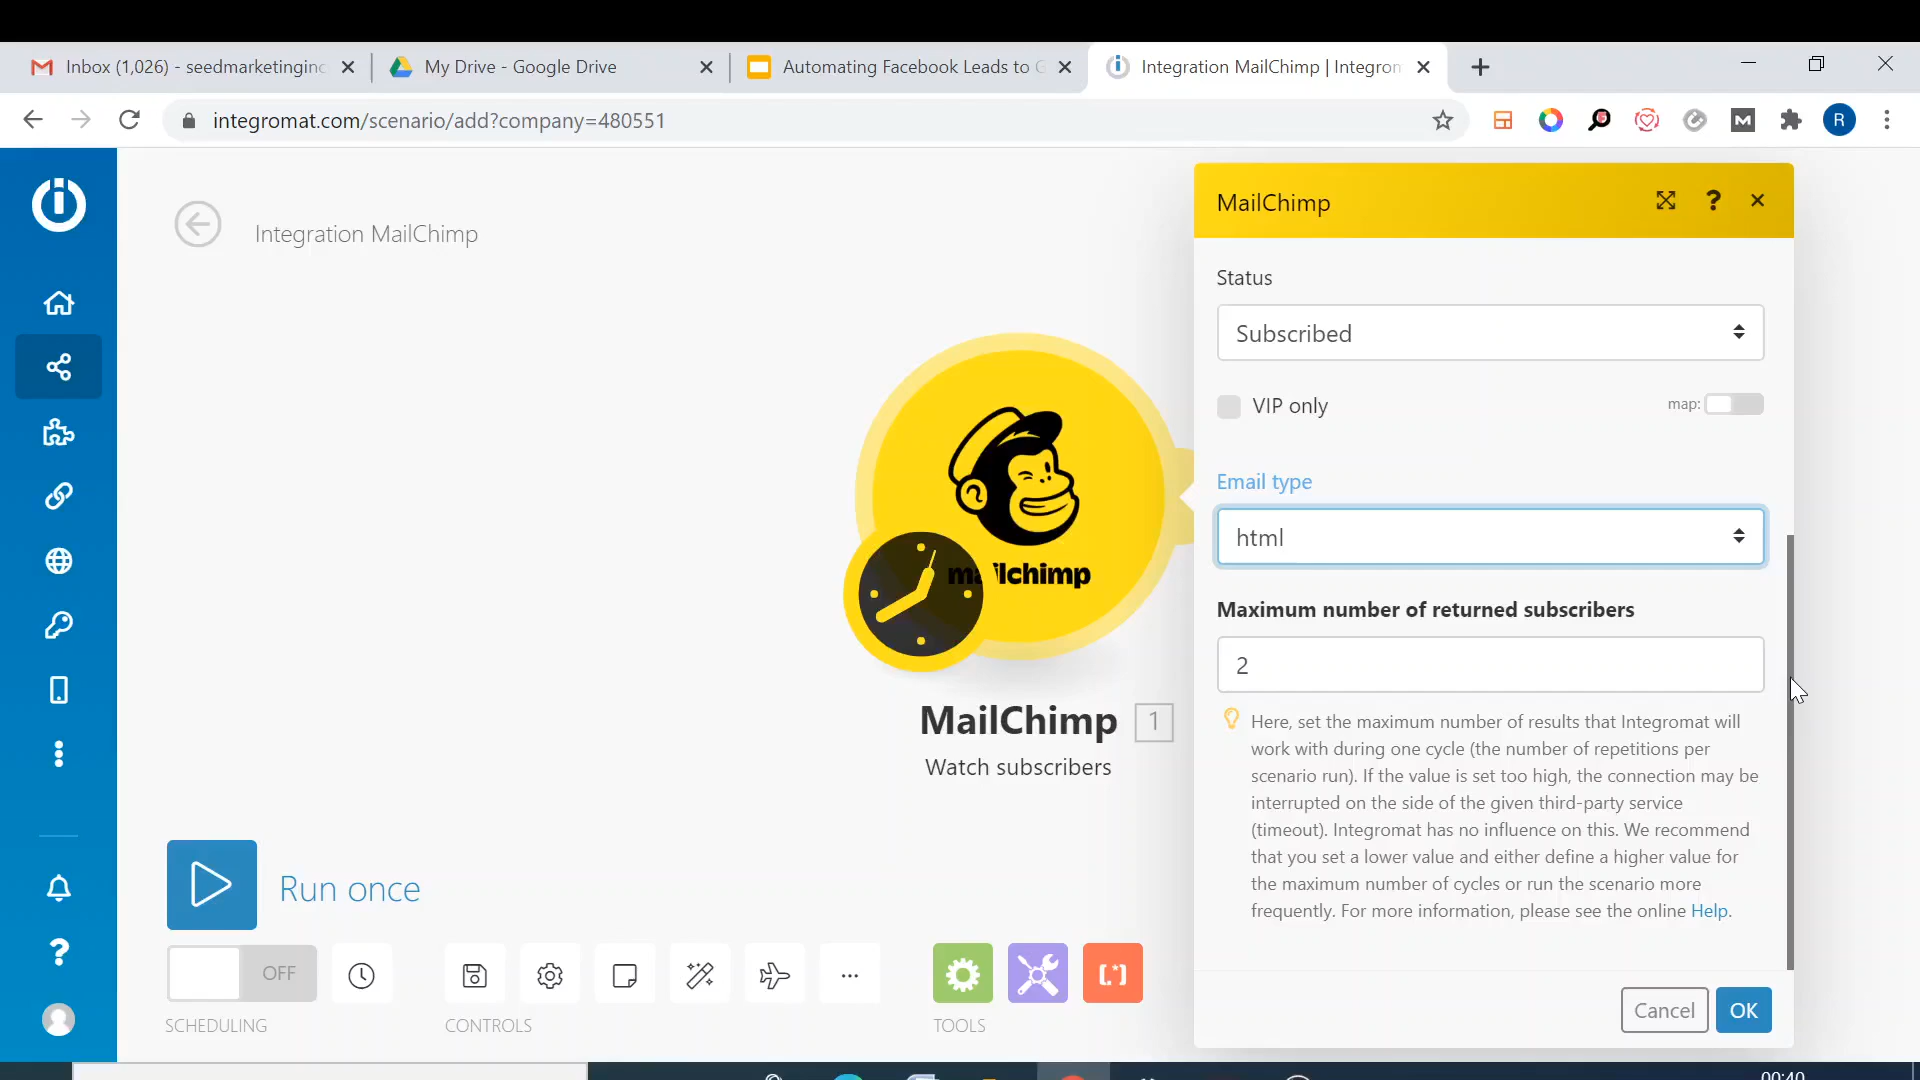 Inbox (1,026) - seedmarketinginc
My Drive - Google Drive
Automating Facebook Leads to G
Integration MailChimp | Integrom
integromat.com/scenario/add?company=480551
R
Integration MailChimp
MailChimp
Status
Subscribed
VIP only
map:
Email type
html
Maximum number of returned subscribers
2
Here, set the maximum number of results that Integromat will
work with during one cycle (the number of repetitions per
scenario run). If the value is set too high, the connection may be
interrupted on the side of the given third-party service
(timeout). Integromat has no influence on this. We recommend
that you set a lower value and either define a higher value for
the maximum number of cycles or run the scenario more
frequently. For more information, please see the online Help.
Cancel
OK
mailchimp
MailChimp 1
Watch subscribers
Run once
OFF
SCHEDULING
CONTROLS
TOOLS
00:40